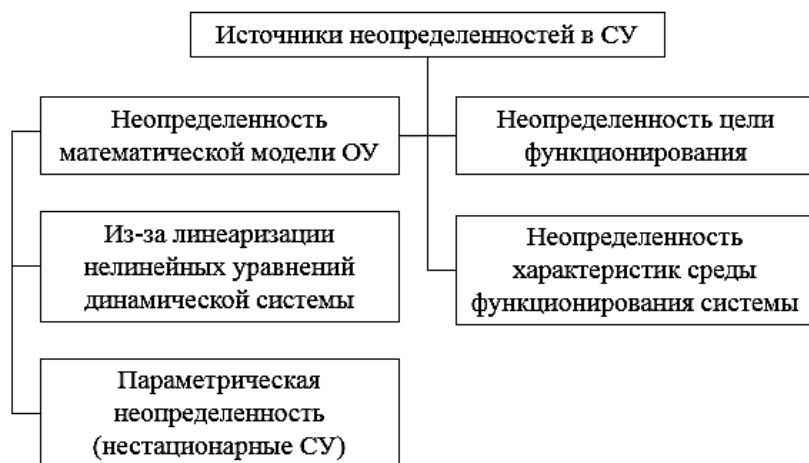 Источники неопределенностей в СУ
Неопределенность
математической модели ОУ
Неопределенность цели
функционирования
Из-за линеаризации
нелинейных уравнений
динамической системы
Неопределенность
характеристик среды
функционирования системы
Параметрическая
неопределенность
(нестационарные СУ)